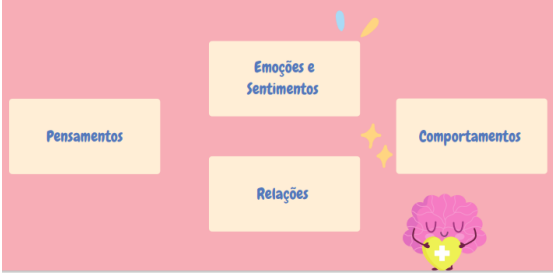 Pensamentos
Emoções e
Sentimentos
Relações
Comportamentos